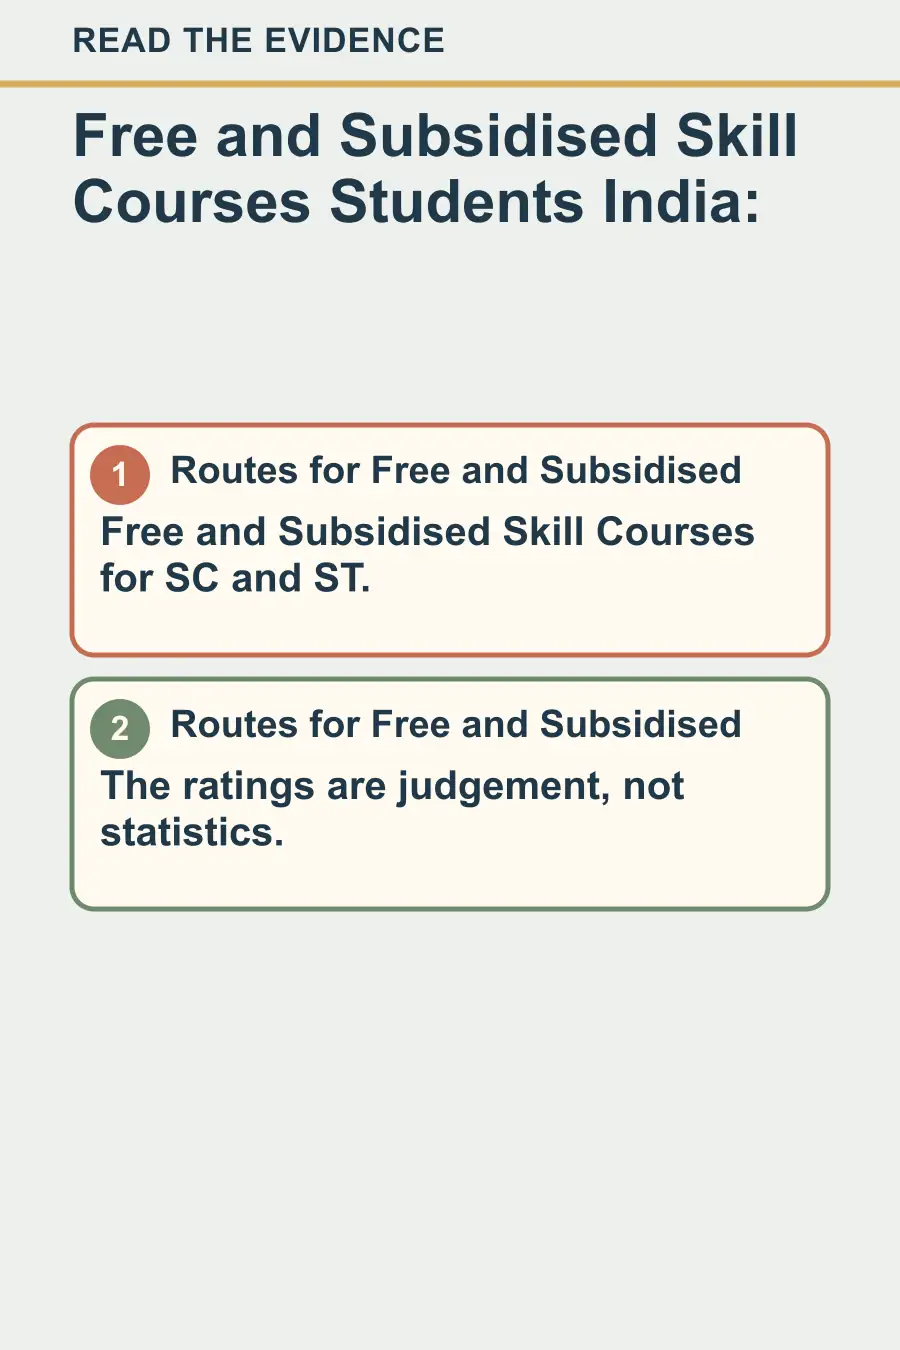 READ THE EVIDENCE
Free and Subsidised Skill
Courses Students India:
1
Routes for Free and Subsidised
Free and Subsidised Skill Courses
for SC and ST.
2
Routes for Free and Subsidised
The ratings are judgement, not
statistics.